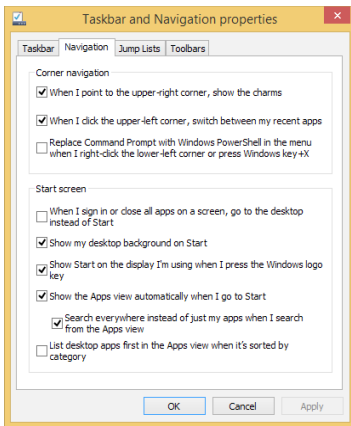 Taskbar and Navigation properties
Taskbar Navigation Jump Lists Toolbars
Corner navigation
When I point to the upper-right corner, show the charms
When I click the upper-left corner, switch between my recent apps
Replace Command Prompt with Windows PowerShell in the menu
when I right-click the lower-left corner or press Windows key+X
Start screen
When I sign in or close all apps on a screen, go to the desktop
instead of Start
Show my desktop background on Start
Show Start on the display I'm using when I press the Windows logo
key
Show the Apps view automatically when I go to Start
Search everywhere instead of just my apps when I search
from the Apps view
List desktop apps first in the Apps view when it's sorted by
category
OK Cancel Apply